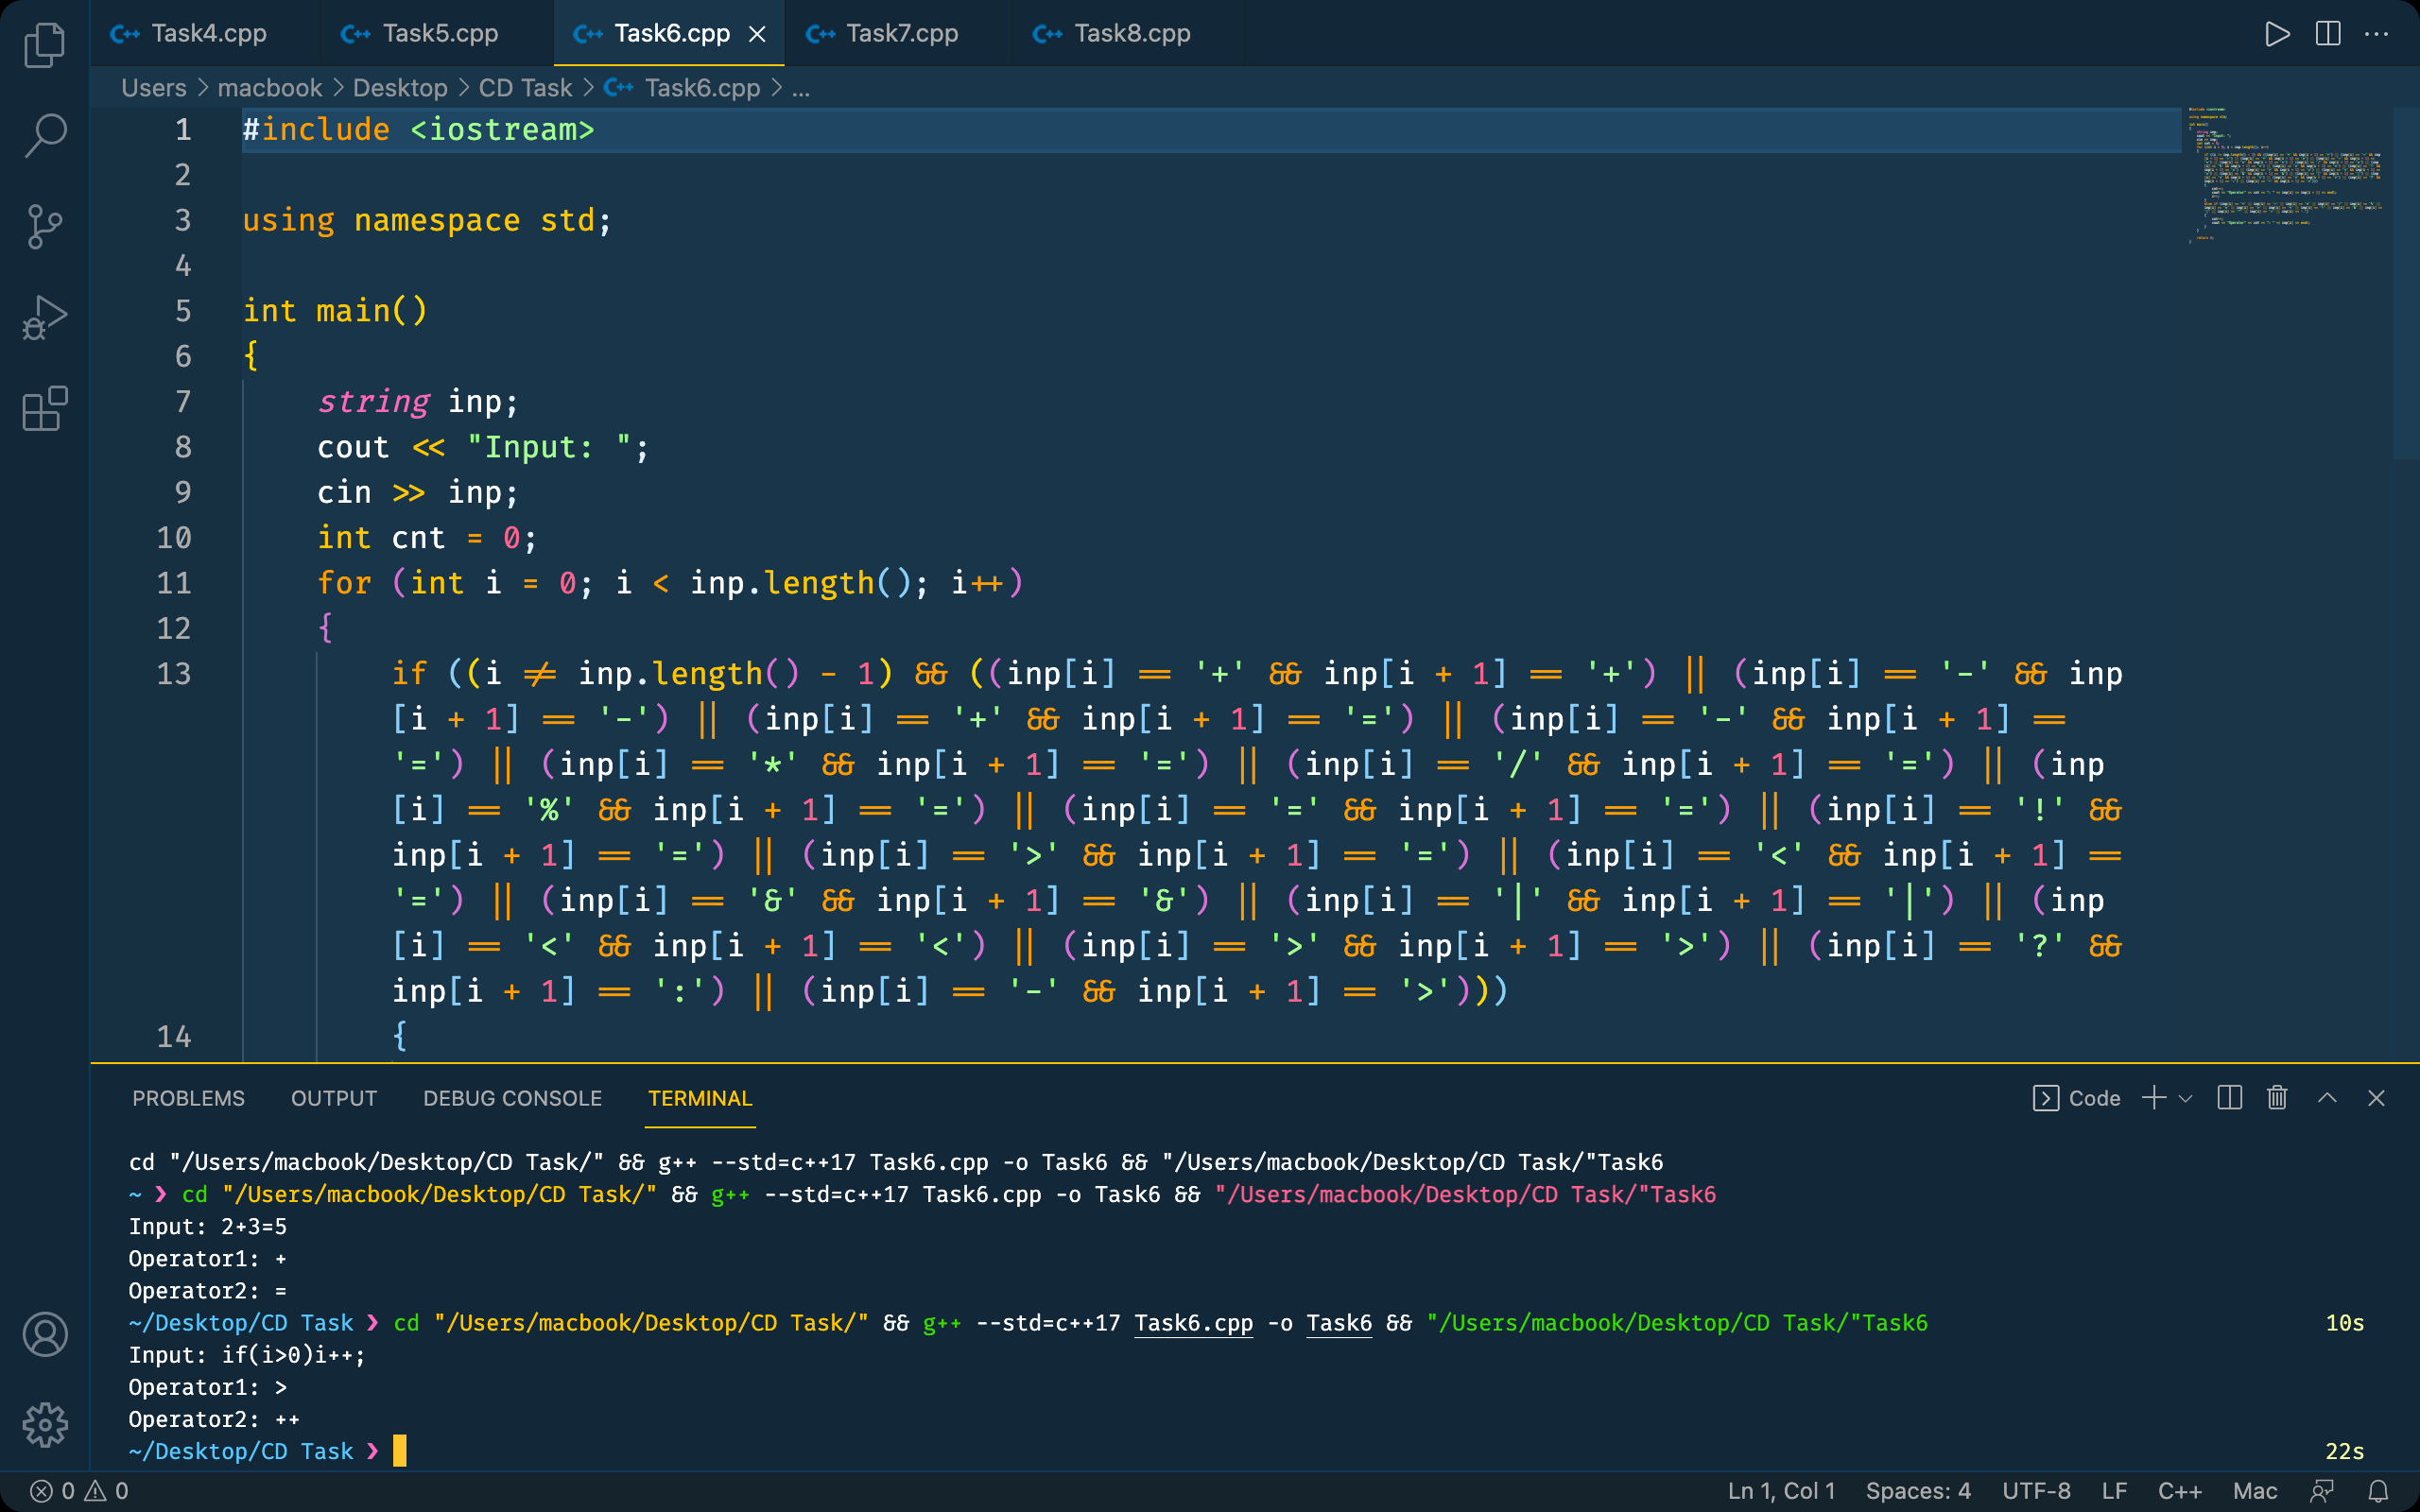 Task4.cpp Task5.cpp Task6.cpp Task7.cpp Task8.cpp
Users > macbook > Desktop > CD Task > Task6.cpp > ...
1 #include <iostream>
2
3 using namespace std;
4
5 int main()
6 {
7 string inp;
8 cout << "Input: ";
9 cin >> inp;
10 int cnt = 0;
11 for (int i = 0; i < inp.length(); i++)
12 {
13 if ((i != inp.length() - 1) && ((inp[i] == '+' && inp[i + 1] == '+') || (inp[i] == '-' && inp
[i + 1] == '-') || (inp[i] == '+' && inp[i + 1] == '=') || (inp[i] == '-' && inp[i + 1] ==
'=') || (inp[i] == '*' && inp[i + 1] == '=') || (inp[i] == '/' && inp[i + 1] == '=') || (inp
[i] == '%' && inp[i + 1] == '=') || (inp[i] == '=' && inp[i + 1] == '=') || (inp[i] == '!' &&
inp[i + 1] == '=') || (inp[i] == '>' && inp[i + 1] == '=') || (inp[i] == '<' && inp[i + 1] ==
'=') || (inp[i] == '&' && inp[i + 1] == '&') || (inp[i] == '|' && inp[i + 1] == '|') || (inp
[i] == '<' && inp[i + 1] == '<') || (inp[i] == '>' && inp[i + 1] == '>') || (inp[i] == '?' &&
inp[i + 1] == ':') || (inp[i] == '-' && inp[i + 1] == '>')))
14 {
PROBLEMS OUTPUT DEBUG CONSOLE TERMINAL Code
cd "/Users/macbook/Desktop/CD Task/" && g++ --std=c++17 Task6.cpp -o Task6 && "/Users/macbook/Desktop/CD Task/"Task6
~ ❯ cd "/Users/macbook/Desktop/CD Task/" && g++ --std=c++17 Task6.cpp -o Task6 && "/Users/macbook/Desktop/CD Task/"Task6
Input: 2+3=5
Operator1: +
Operator2: =
~/Desktop/CD Task ❯ cd "/Users/macbook/Desktop/CD Task/" && g++ --std=c++17 Task6.cpp -o Task6 && "/Users/macbook/Desktop/CD Task/"Task6 10s
Input: if(i>0)i++;
Operator1: >
Operator2: ++
~/Desktop/CD Task ❯ 22s
0 0 Ln 1, Col 1 Spaces: 4 UTF-8 LF C++ Mac